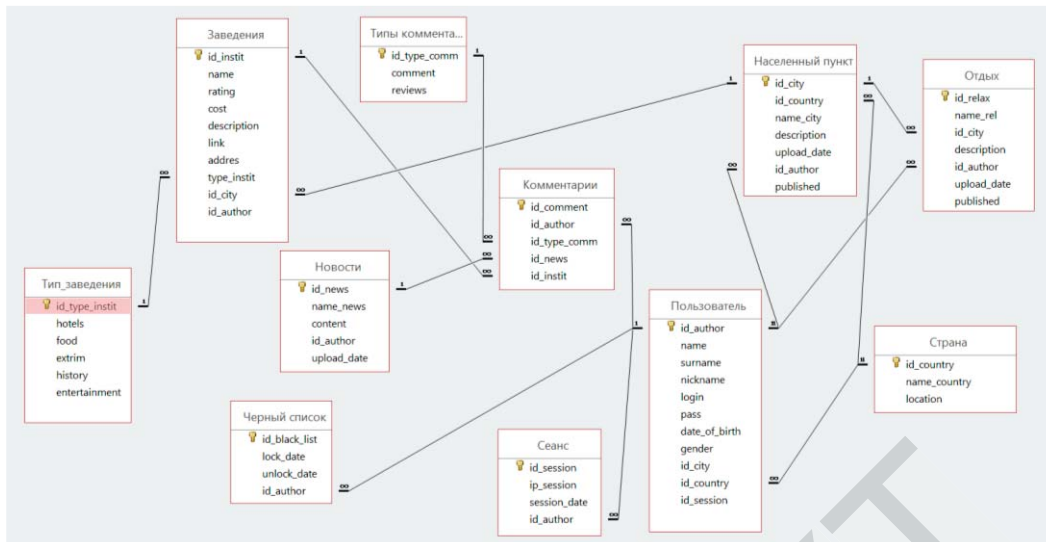 Заведения
id_instit
name
rating
cost
description
link
addres
type_instit
id_city
id_author
Типы коммента...
id_type_comm
comment
reviews
Населенный пункт
id_city
id_country
name_city
description
upload_date
id_author
published
Отдых
id_relax
name_rel
id_city
description
id_author
upload_date
published
Комментарии
id_comment
id_author
id_type_comm
id_news
id_instit
Новости
id_news
name_news
content
id_author
upload_date
Тип_заведения
id_type_instit
hotels
food
extrim
history
entertainment
Пользователь
id_author
name
surname
nickname
login
pass
date_of_birth
gender
id_city
id_country
id_session
Страна
id_country
name_country
location
Черный список
id_black_list
lock_date
unlock_date
id_author
Сеанс
id_session
ip_session
session_date
id_author